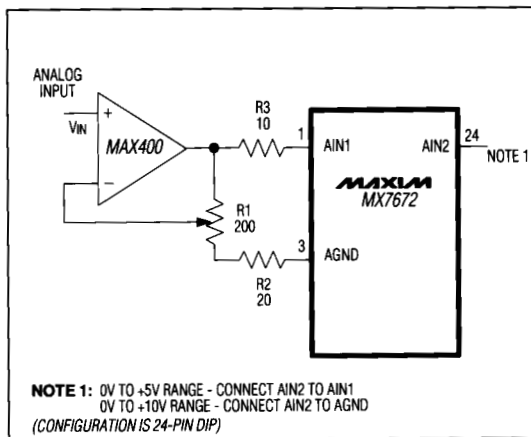 ANALOG
INPUT
VIN
+
MAX400
−
R3
10
1
AIN1
AIN2
24
NOTE 1
MAXIM
MX7672
R1
200
3
AGND
R2
20
NOTE 1: 0V TO +5V RANGE - CONNECT AIN2 TO AIN1
0V TO +10V RANGE - CONNECT AIN2 TO AGND
(CONFIGURATION IS 24-PIN DIP)